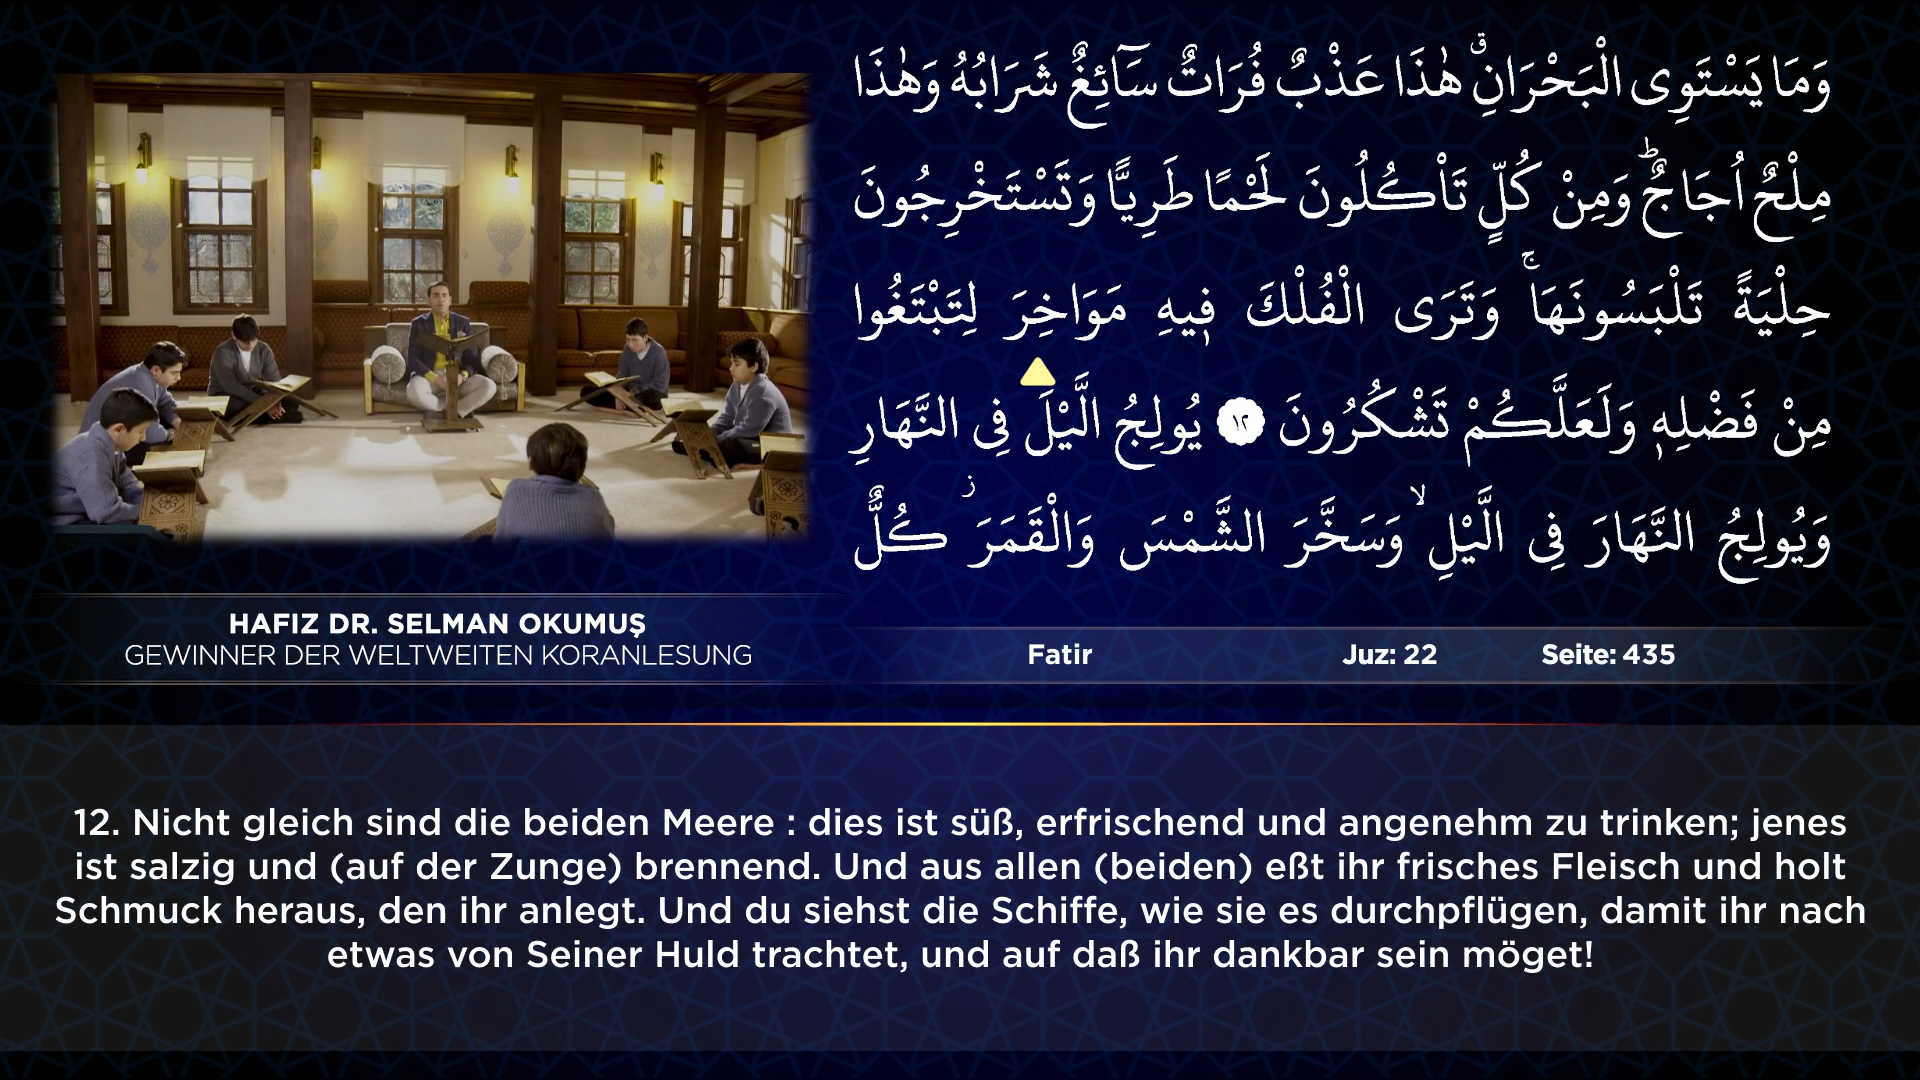 وَمَا يَسْتَوِى الْبَحْرَانِۗ هٰذَا عَذْبٌ فُرَاتٌ سَٓائِغٌ شَرَابُهُ وَهٰذَا
مِلْحٌ اُجَاجٌۜ وَمِنْ كُلٍّ تَأْكُلُونَ لَحْمًا طَرِيًّا وَتَسْتَخْرِجُونَ
حِلْيَةً تَلْبَسُونَهَاۚ وَتَرَى الْفُلْكَ فٖيهِ مَوَاخِرَ لِتَبْتَغُوا
مِنْ فَضْلِهٖ وَلَعَلَّكُمْ تَشْكُرُونَ ١٢ يُولِجُ الَّيْلَ فِى النَّهَارِ
وَيُولِجُ النَّهَارَ فِى الَّيْلِۙ وَسَخَّرَ الشَّمْسَ وَالْقَمَرَؗ كُلٌّ
HAFIZ DR. SELMAN OKUMUŞ
GEWINNER DER WELTWEITEN KORANLESUNG
Fatir Juz: 22 Seite: 435
12. Nicht gleich sind die beiden Meere : dies ist süß, erfrischend und angenehm zu trinken; jenes
ist salzig und (auf der Zunge) brennend. Und aus allen (beiden) eßt ihr frisches Fleisch und holt
Schmuck heraus, den ihr anlegt. Und du siehst die Schiffe, wie sie es durchpflügen, damit ihr nach
etwas von Seiner Huld trachtet, und auf daß ihr dankbar sein möget!